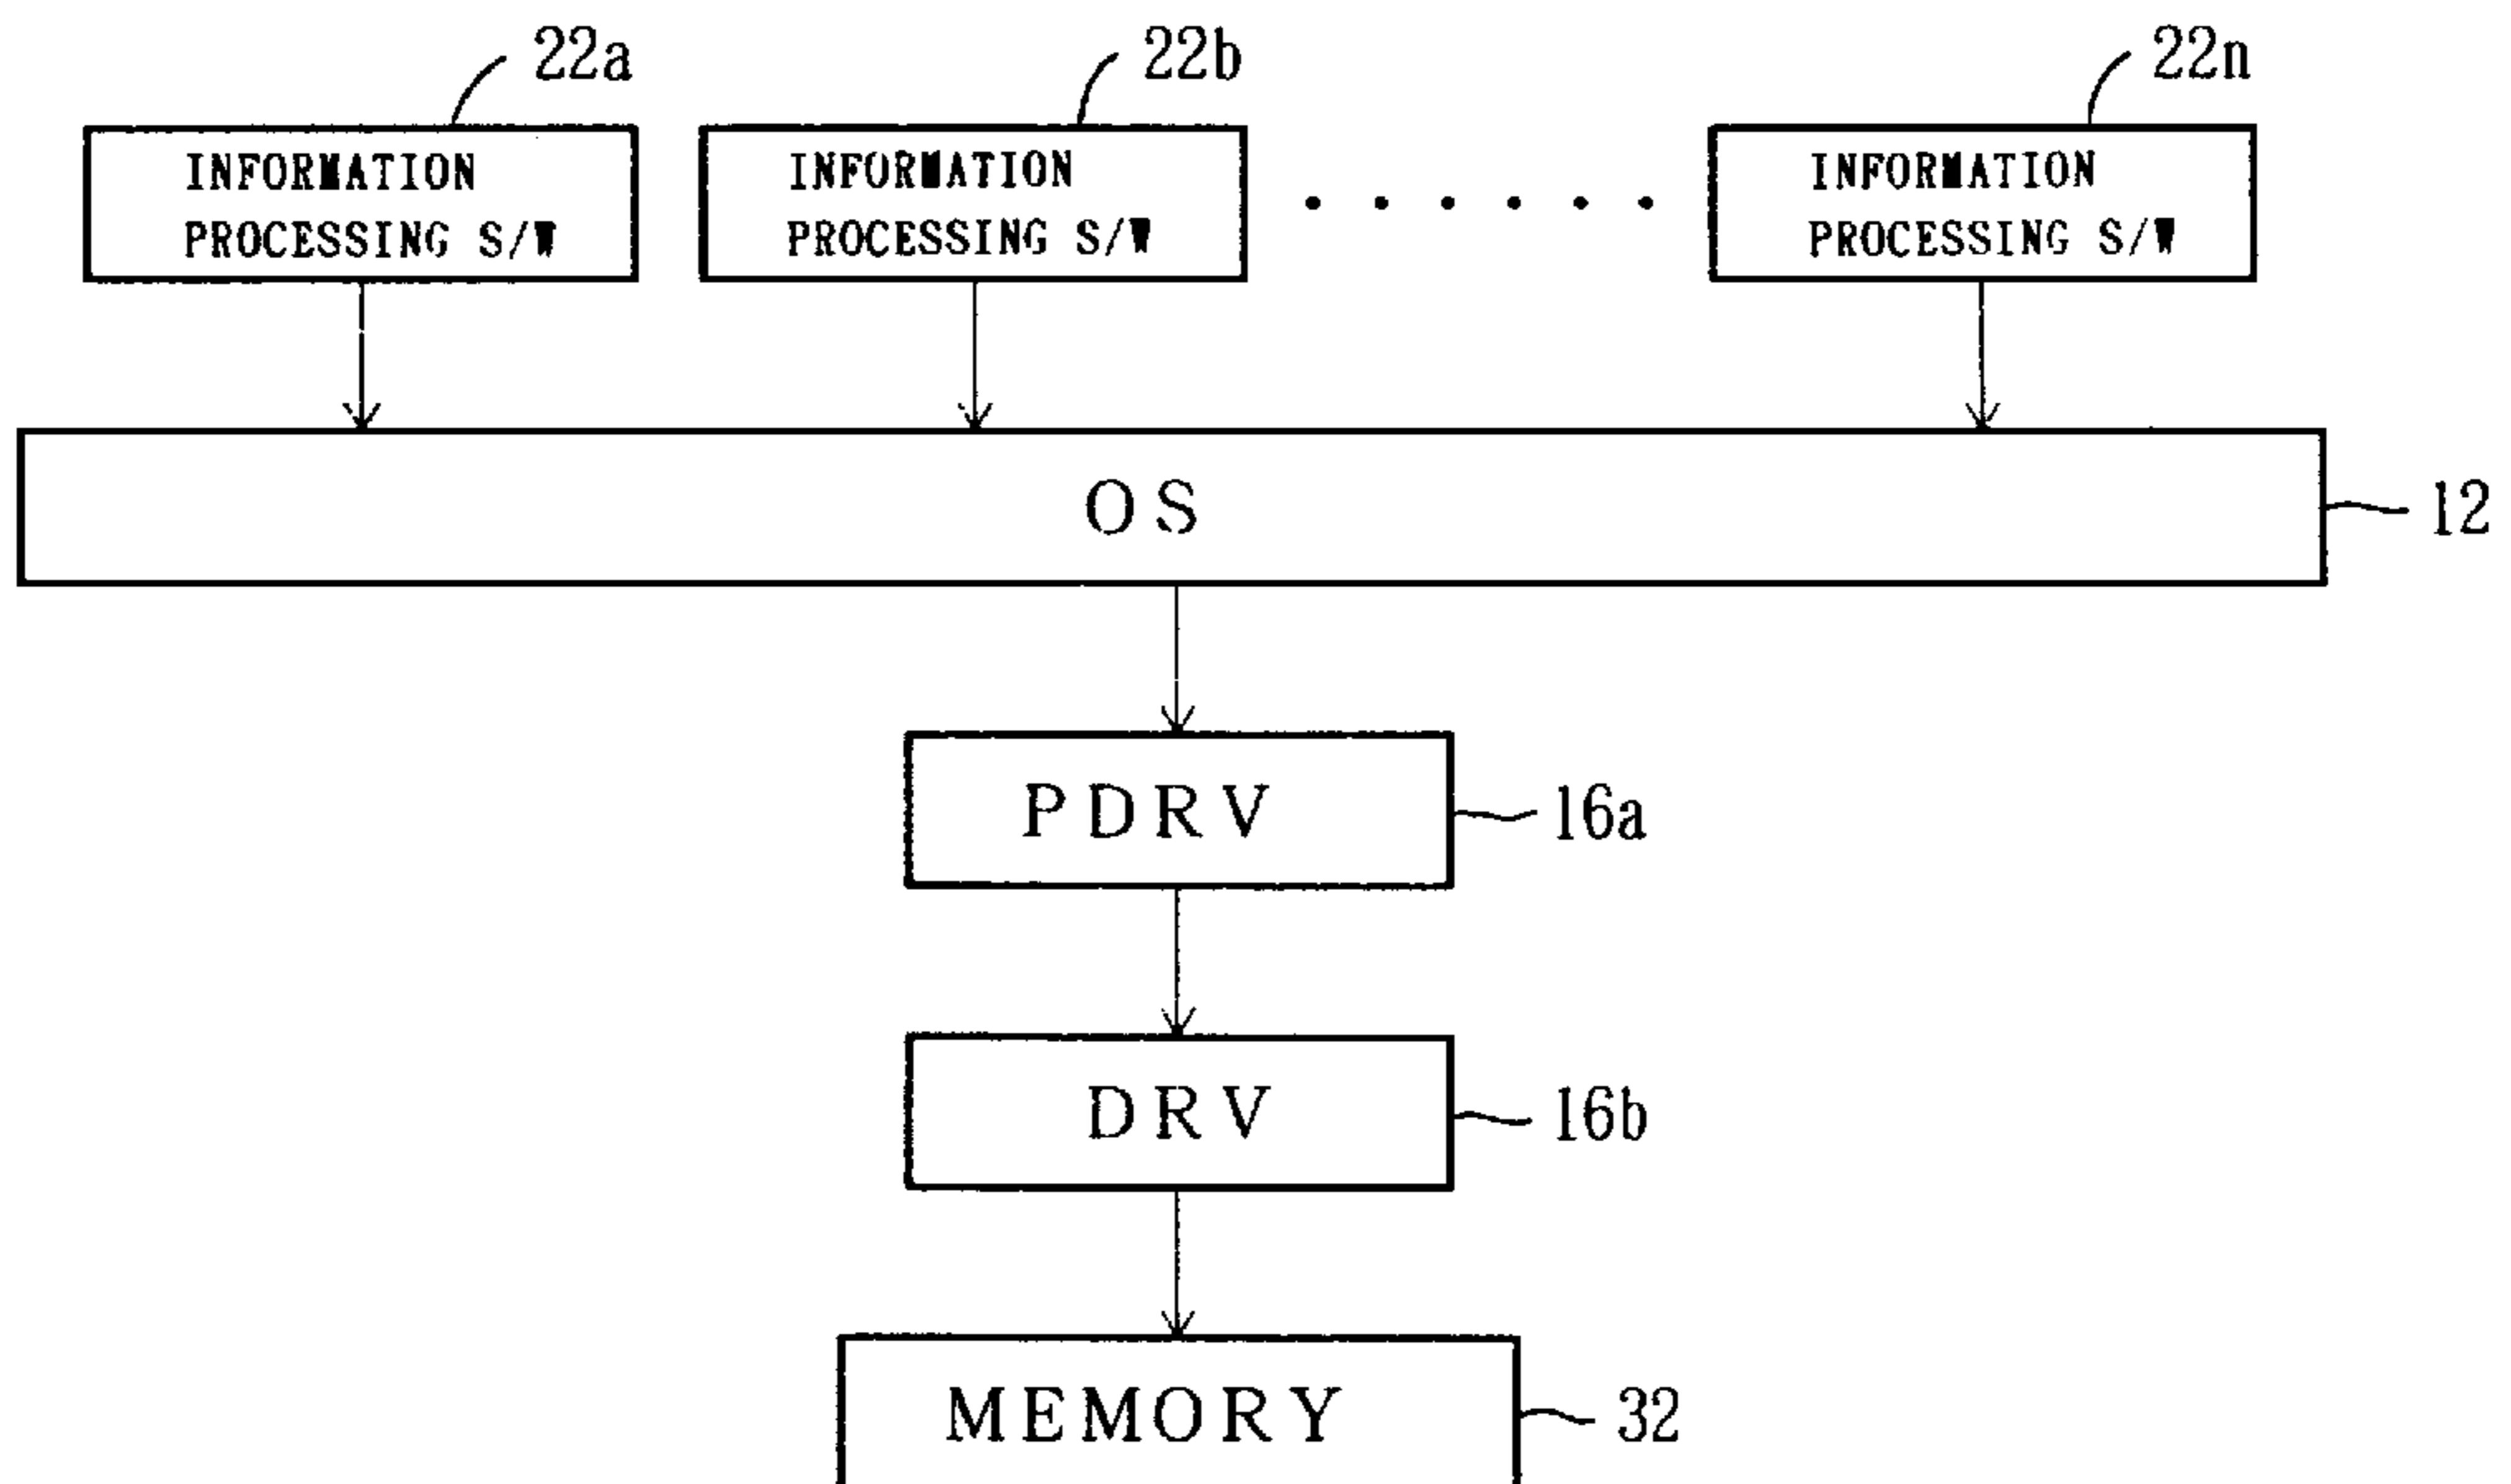 22a
22b
22n
INFORMATION
PROCESSING S/W
INFORMATION
PROCESSING S/W
......
INFORMATION
PROCESSING S/W
OS
12
PDRV
16a
DRV
16b
MEMORY
32